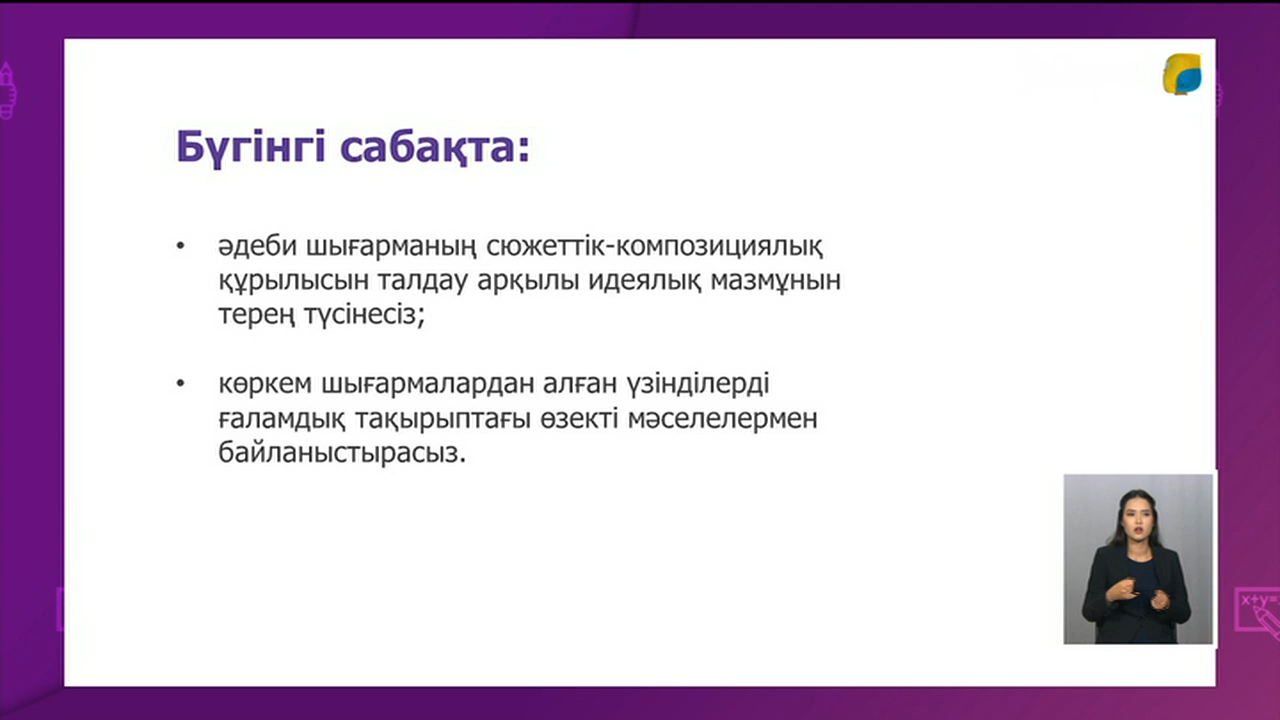 Бүгінгі сабақта:
• әдеби шығарманың сюжеттік-композициялық
құрылысын талдау арқылы идеялық мазмұнын
терең түсінесіз;
• көркем шығармалардан алған үзінділерді
ғаламдық тақырыптағы өзекті мәселелермен
байланыстырасыз.
x+y=